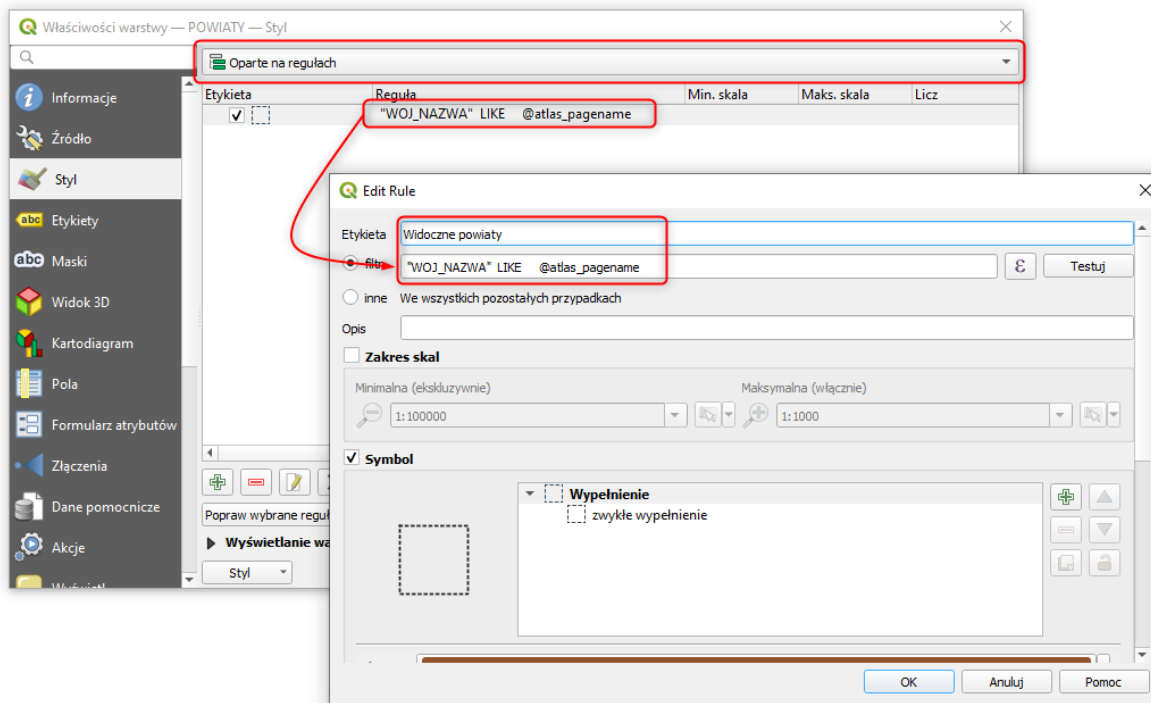 Właściwości warstwy — POWIATY — Styl
Oparte na regułach
Informacje
Źródło
Styl
abc Etykiety
abc Maski
Widok 3D
Kartodiagram
Pola
Formularz atrybutów
Złączenia
Dane pomocnicze
Akcje
Etykieta Reguła Min. skala Maks. skala Licz
"WOJ_NAZWA" LIKE @atlas_pagename
Popraw wybrane reguł
Wyświetlanie wa
Styl
Edit Rule
Etykieta Widoczne powiaty
filtr "WOJ_NAZWA" LIKE @atlas_pagename ε Testuj
inne We wszystkich pozostałych przypadkach
Opis
Zakres skal
Minimalna (ekskluzywnie) Maksymalna (włącznie)
1:100000 1:1000
Symbol
Wypełnienie
zwykłe wypełnienie
OK Anuluj Pomoc